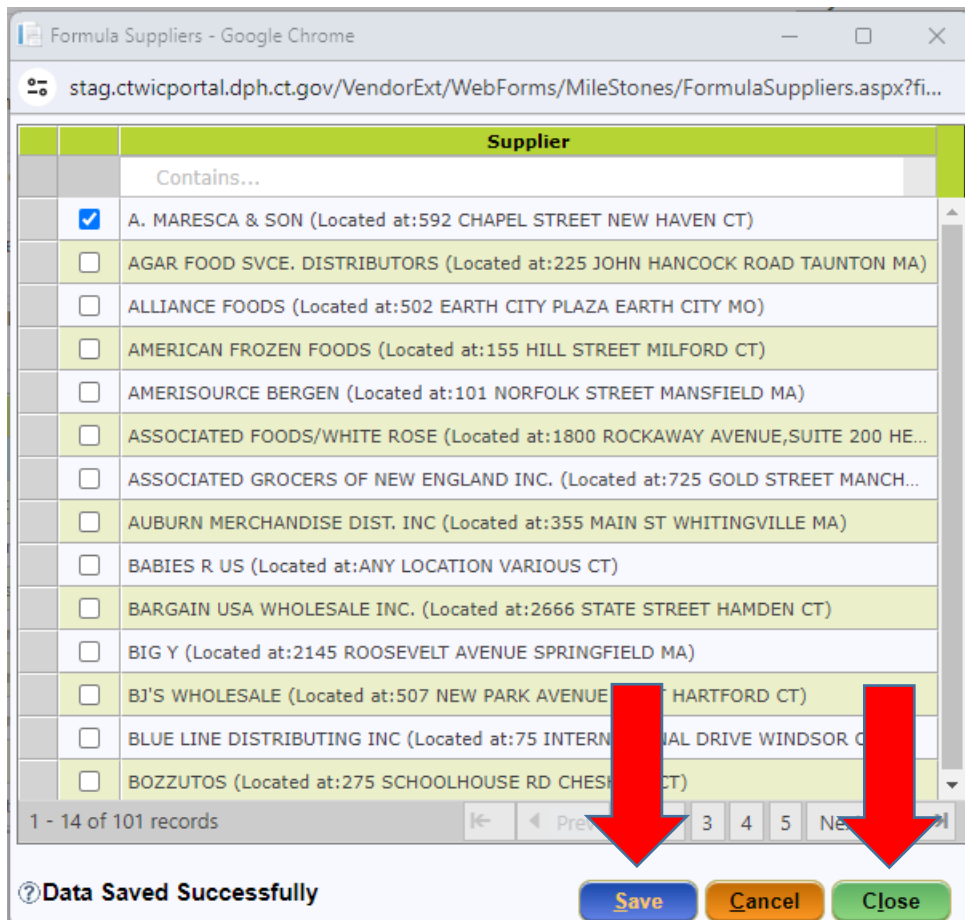 Formula Suppliers - Google Chrome
stag.ctwicportal.dph.ct.gov/VendorExt/WebForms/MileStones/FormulaSuppliers.aspx?fi...
Supplier
Contains...
A. MARESCA & SON (Located at:592 CHAPEL STREET NEW HAVEN CT)
AGAR FOOD SVCE. DISTRIBUTORS (Located at:225 JOHN HANCOCK ROAD TAUNTON MA)
ALLIANCE FOODS (Located at:502 EARTH CITY PLAZA EARTH CITY MO)
AMERICAN FROZEN FOODS (Located at:155 HILL STREET MILFORD CT)
AMERISOURCE BERGEN (Located at:101 NORFOLK STREET MANSFIELD MA)
ASSOCIATED FOODS/WHITE ROSE (Located at:1800 ROCKAWAY AVENUE,SUITE 200 HE...
ASSOCIATED GROCERS OF NEW ENGLAND INC. (Located at:725 GOLD STREET MANCH...
AUBURN MERCHANDISE DIST. INC (Located at:355 MAIN ST WHITINGVILLE MA)
BABIES R US (Located at:ANY LOCATION VARIOUS CT)
BARGAIN USA WHOLESALE INC. (Located at:2666 STATE STREET HAMDEN CT)
BIG Y (Located at:2145 ROOSEVELT AVENUE SPRINGFIELD MA)
BJ'S WHOLESALE (Located at:507 NEW PARK AVENUE HARTFORD CT)
BLUE LINE DISTRIBUTING INC (Located at:75 DRIVE WINDSOR
BOZZUTOS (Located at:275 SCHOOLHOUSE RD CT)
1 - 14 of 101 records 3 4 5
Data Saved Successfully
Save Cancel Close